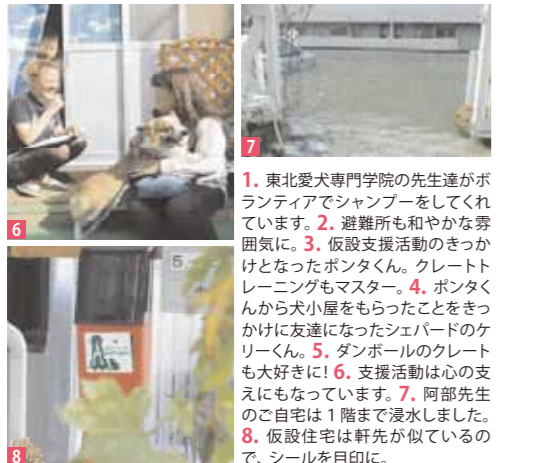 6
7
5
8
1. 東北愛犬専門学院の先生達がボ
ランティアでシャンプーをしてくれ
ています。2. 避難所も和やかな雰
囲気に。3. 仮設支援活動のきっか
けとなったポンタくん。クレートト
レーニングもマスター。4. ポンタく
んから犬小屋をもらったことをきっ
かけに友達になったシェパードのケ
リーくん。5. ダンボールのクレート
も大好きに! 6. 支援活動は心の支
えにもなっています。7. 阿部先生
のご自宅は1階まで浸水しました。
8. 仮設住宅は軒先が似ているの
で、シールを目印に。